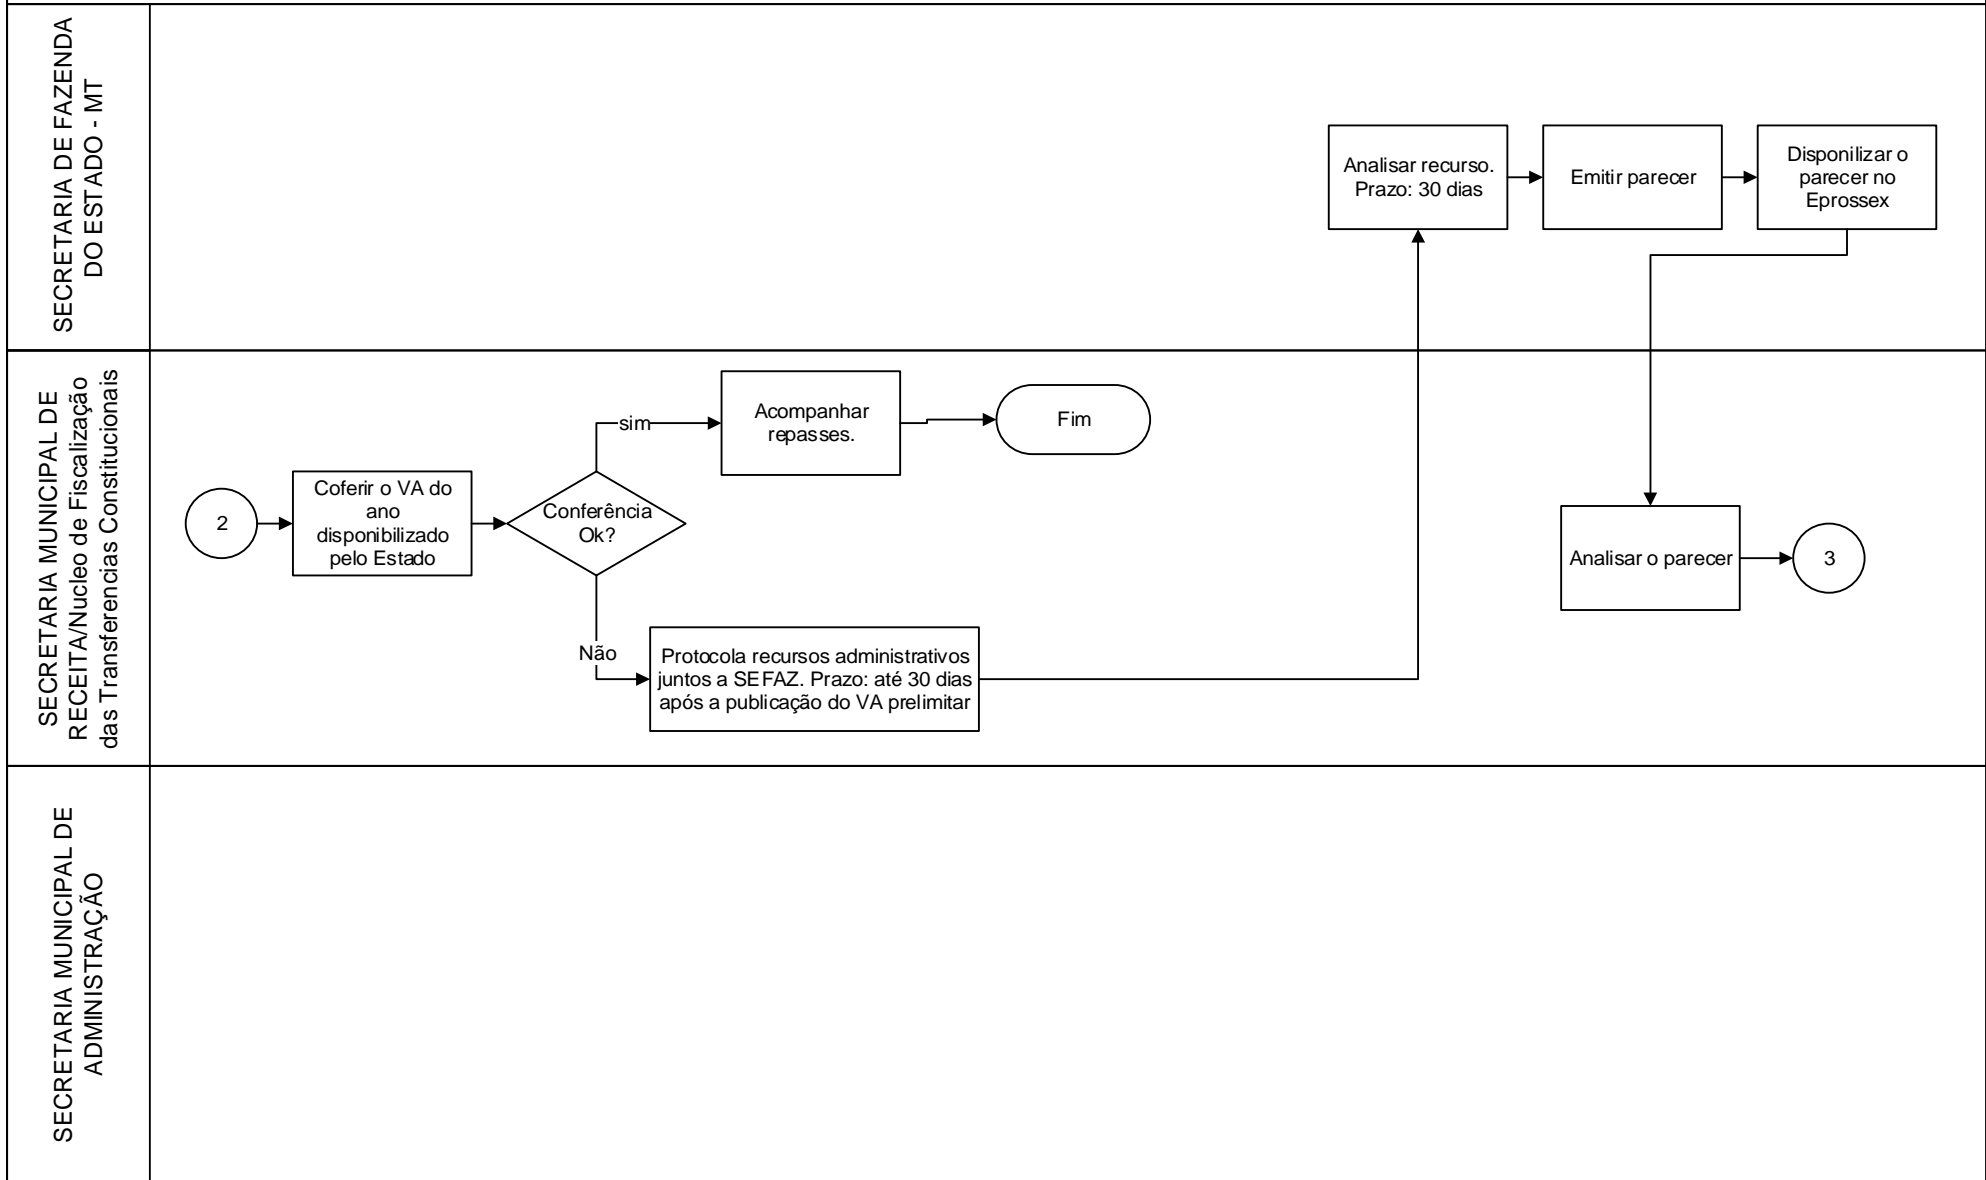 SECRETARIA DE FAZENDA
DO ESTADO - MT
Analisar recurso.
Prazo: 30 dias
Emitir parecer
Disponilizar o
parecer no
Eprossex
SECRETARIA MUNICIPAL DE
RECEITA/Nucleo de Fiscalização
das Transferencias Constitucionais
2
Coferir o VA do
ano
disponibilizado
pelo Estado
Conferência
Ok?
sim
Acompanhar
repasses.
Fim
Não
Protocola recursos administrativos
juntos a SEFAZ. Prazo: até 30 dias
após a publicação do VA prelimitar
Analisar o parecer
3
SECRETARIA MUNICIPAL DE
ADMINISTRAÇÃO